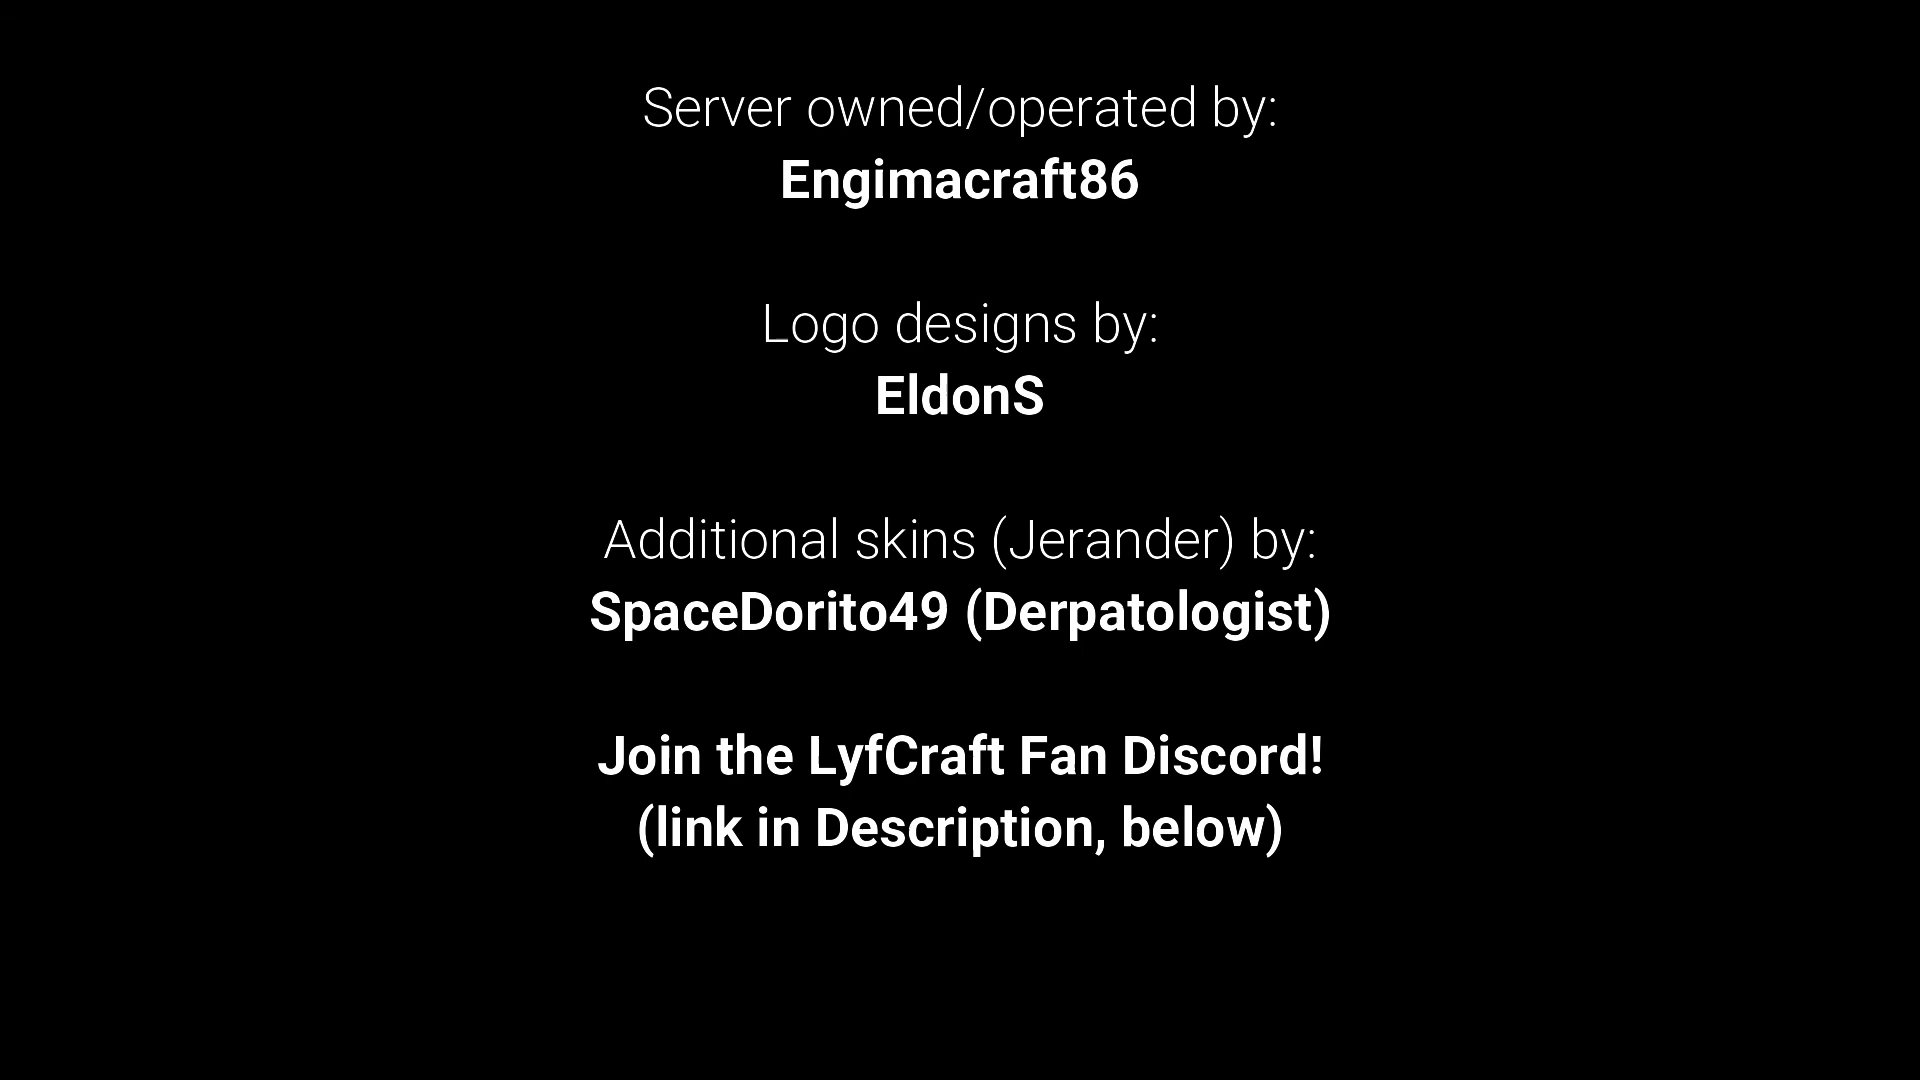 Server owned/operated by:
Engimacraft86
Logo designs by:
EldonS
Additional skins (Jerander) by:
SpaceDorito49 (Derpatologist)
Join the LyfCraft Fan Discord!
(link in Description, below)